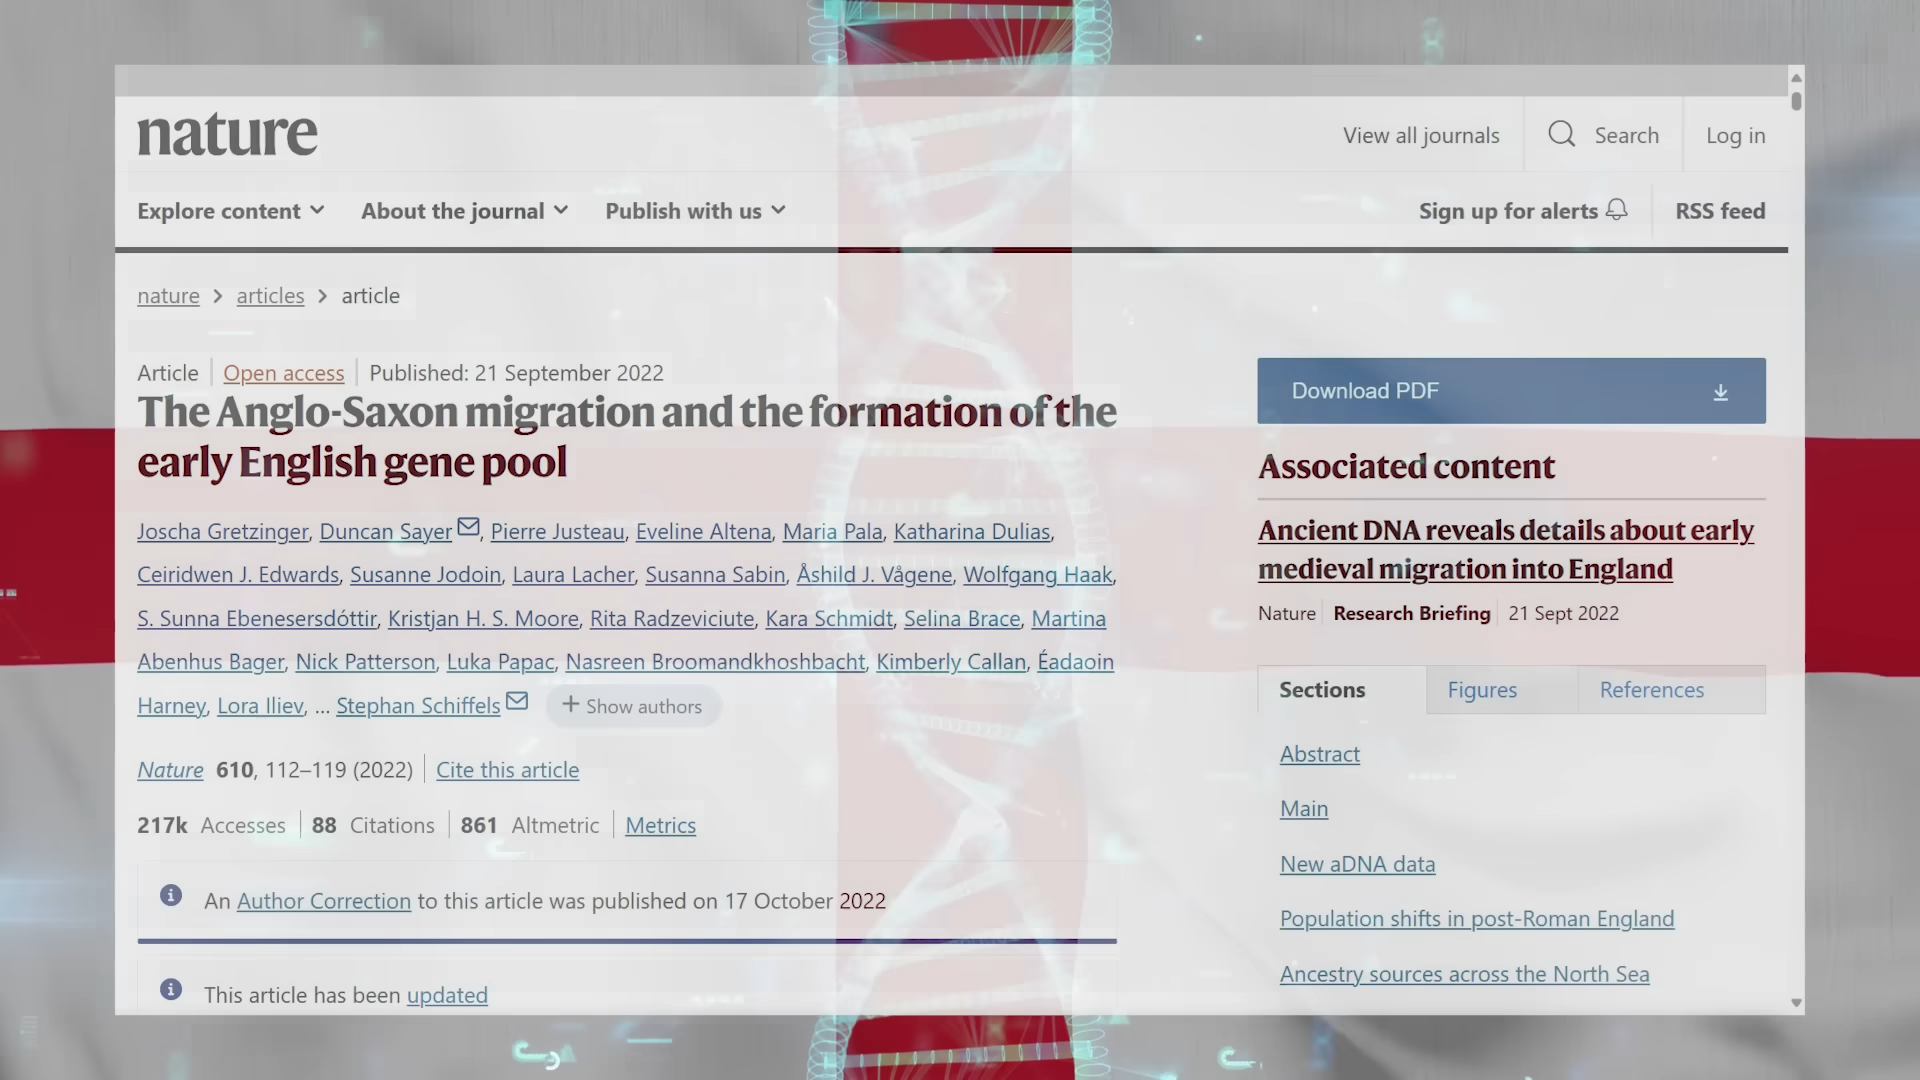 nature
View all journals
Search
Log in
Explore content
About the journal
Publish with us
Sign up for alerts
RSS feed
nature > articles > article
Article | Open access | Published: 21 September 2022
The Anglo-Saxon migration and the formation of the
early English gene pool
Joscha Gretzinger, Duncan Sayer, Pierre Justeau, Eveline Altena, Maria Pala, Katharina Dulias,
Ceiridwen J. Edwards, Susanne Jodoin, Laura Lacher, Susanna Sabin, Åshild J. Vågene, Wolfgang Haak,
S. Sunna Ebenesersdóttir, Kristjan H. S. Moore, Rita Radzeviciute, Kara Schmidt, Selina Brace, Martina
Abenhus Bager, Nick Patterson, Luka Papac, Nasreen Broomandkhoshbacht, Kimberly Callan, Éadaoin
Harney, Lora Iliev, ... Stephan Schiffels + Show authors
Nature 610, 112–119 (2022) | Cite this article
217k Accesses | 88 Citations | 861 Altmetric | Metrics
An Author Correction to this article was published on 17 October 2022
This article has been updated
Download PDF
Associated content
Ancient DNA reveals details about early
medieval migration into England
Nature | Research Briefing | 21 Sept 2022
Sections
Figures
References
Abstract
Main
New aDNA data
Population shifts in post-Roman England
Ancestry sources across the North Sea